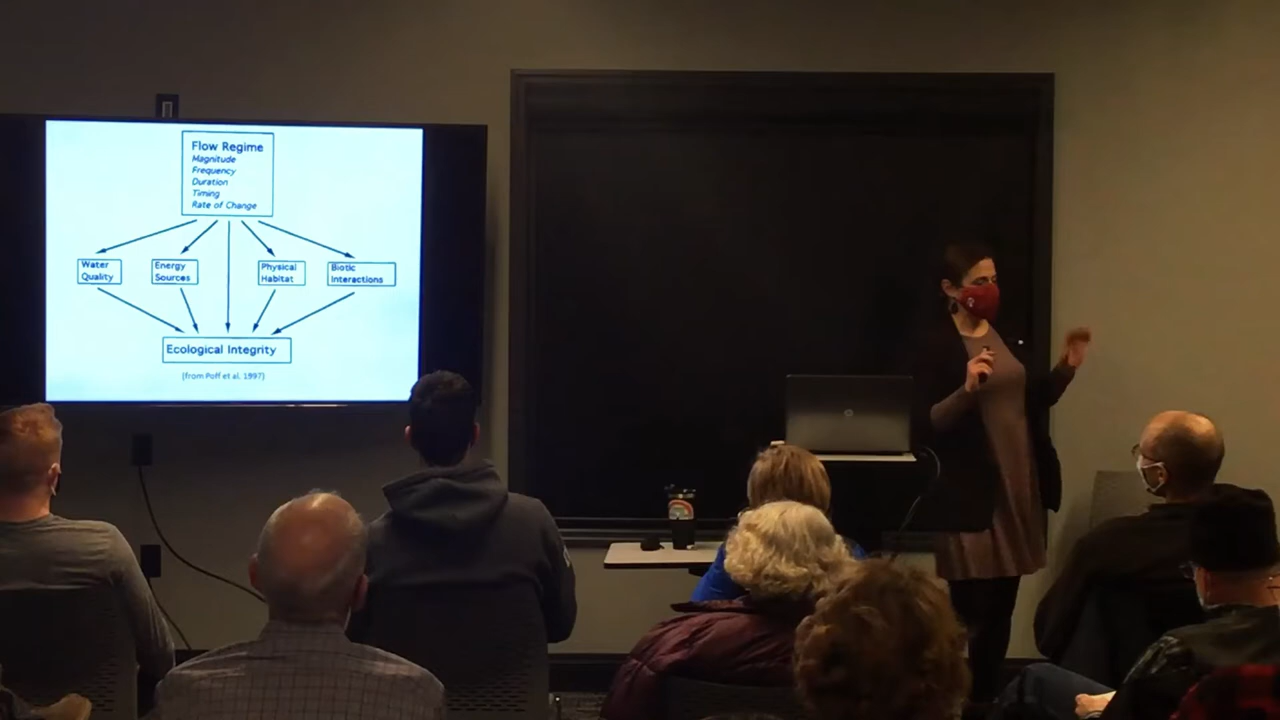 Flow Regime
Magnitude
Frequency
Duration
Timing
Rate of Change
Water
Quality
Energy
Sources
Physical
Habitat
Biotic
Interactions
Ecological Integrity
(from Poff et al. 1997)